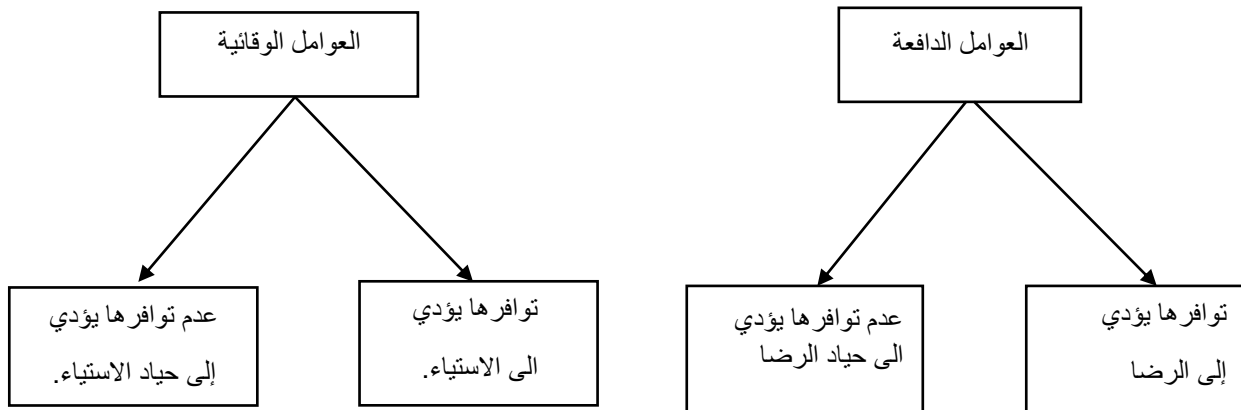 العوامل الدافعة
العوامل الوقائية
توافرها يؤدي
إلى الرضا
عدم توافرها يؤدي
الى حياد الرضا
توافرها يؤدي
الى الاستياء.
عدم توافرها يؤدي
إلى حياد الاستياء.